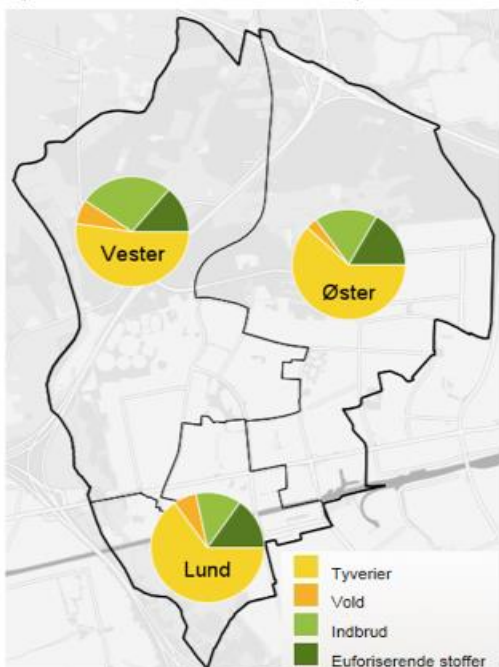 Vester
Øster
Lund
Tyverier
Vold
Indbrud
Euforiserende stoffer